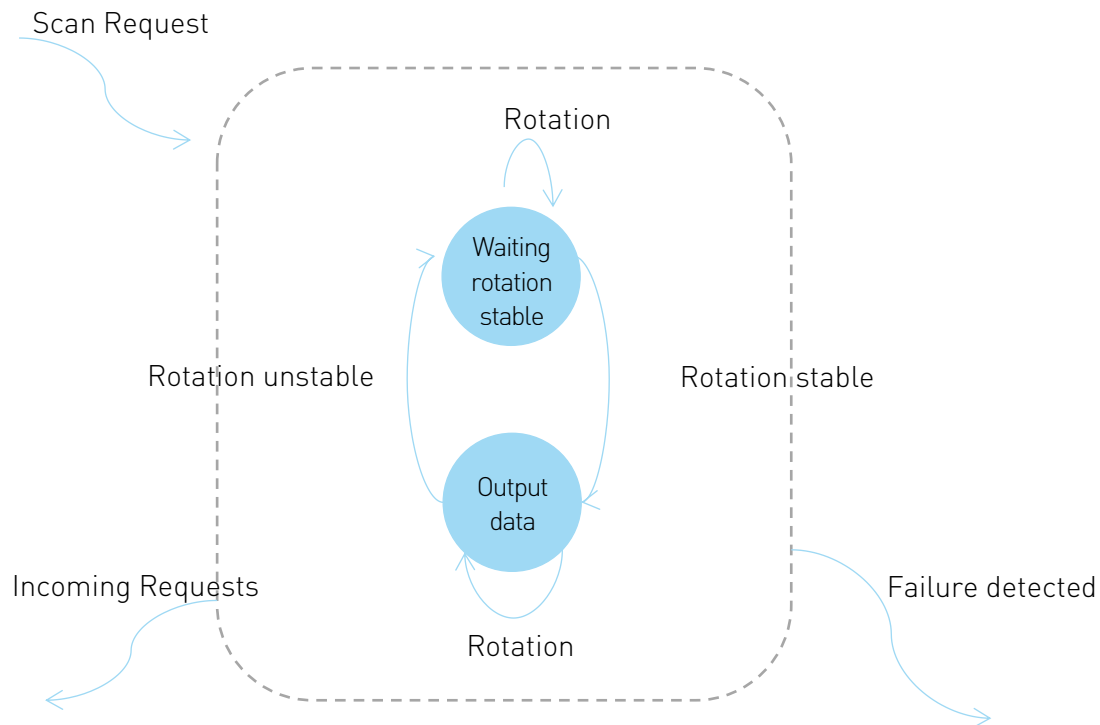 Scan Request
Rotation
Waiting
rotation
stable
Rotation unstable
Rotation stable
Output
data
Incoming Requests
Failure detected
Rotation